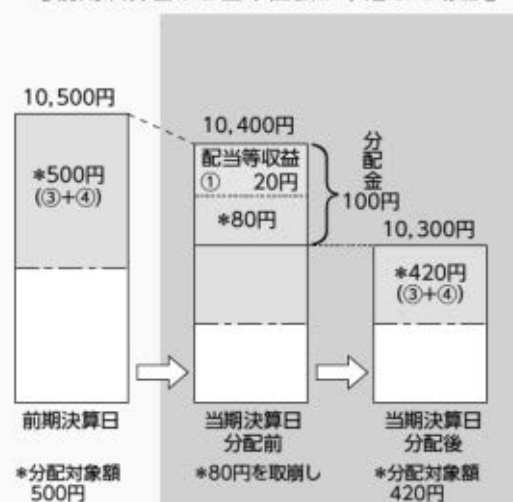 10,500円
*500円
(③+④)
前期決算日
*分配対象額
500円
10,400円
配当等収益
① 20円
*80円
分配金
100円
当期決算日
分配前
*80円を取崩し
10,300円
*420円
(③+④)
当期決算日
分配後
*分配対象額
420円